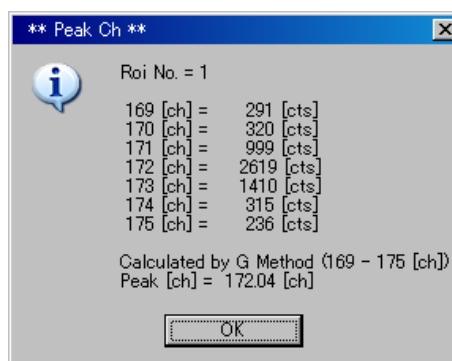 ** Peak Ch **
Roi No. = 1
169 [ch] = 291 [cts]
170 [ch] = 320 [cts]
171 [ch] = 999 [cts]
172 [ch] = 2619 [cts]
173 [ch] = 1410 [cts]
174 [ch] = 315 [cts]
175 [ch] = 236 [cts]
Calculated by G Method (169 - 175 [ch])
Peak [ch] = 172.04 [ch]
OK